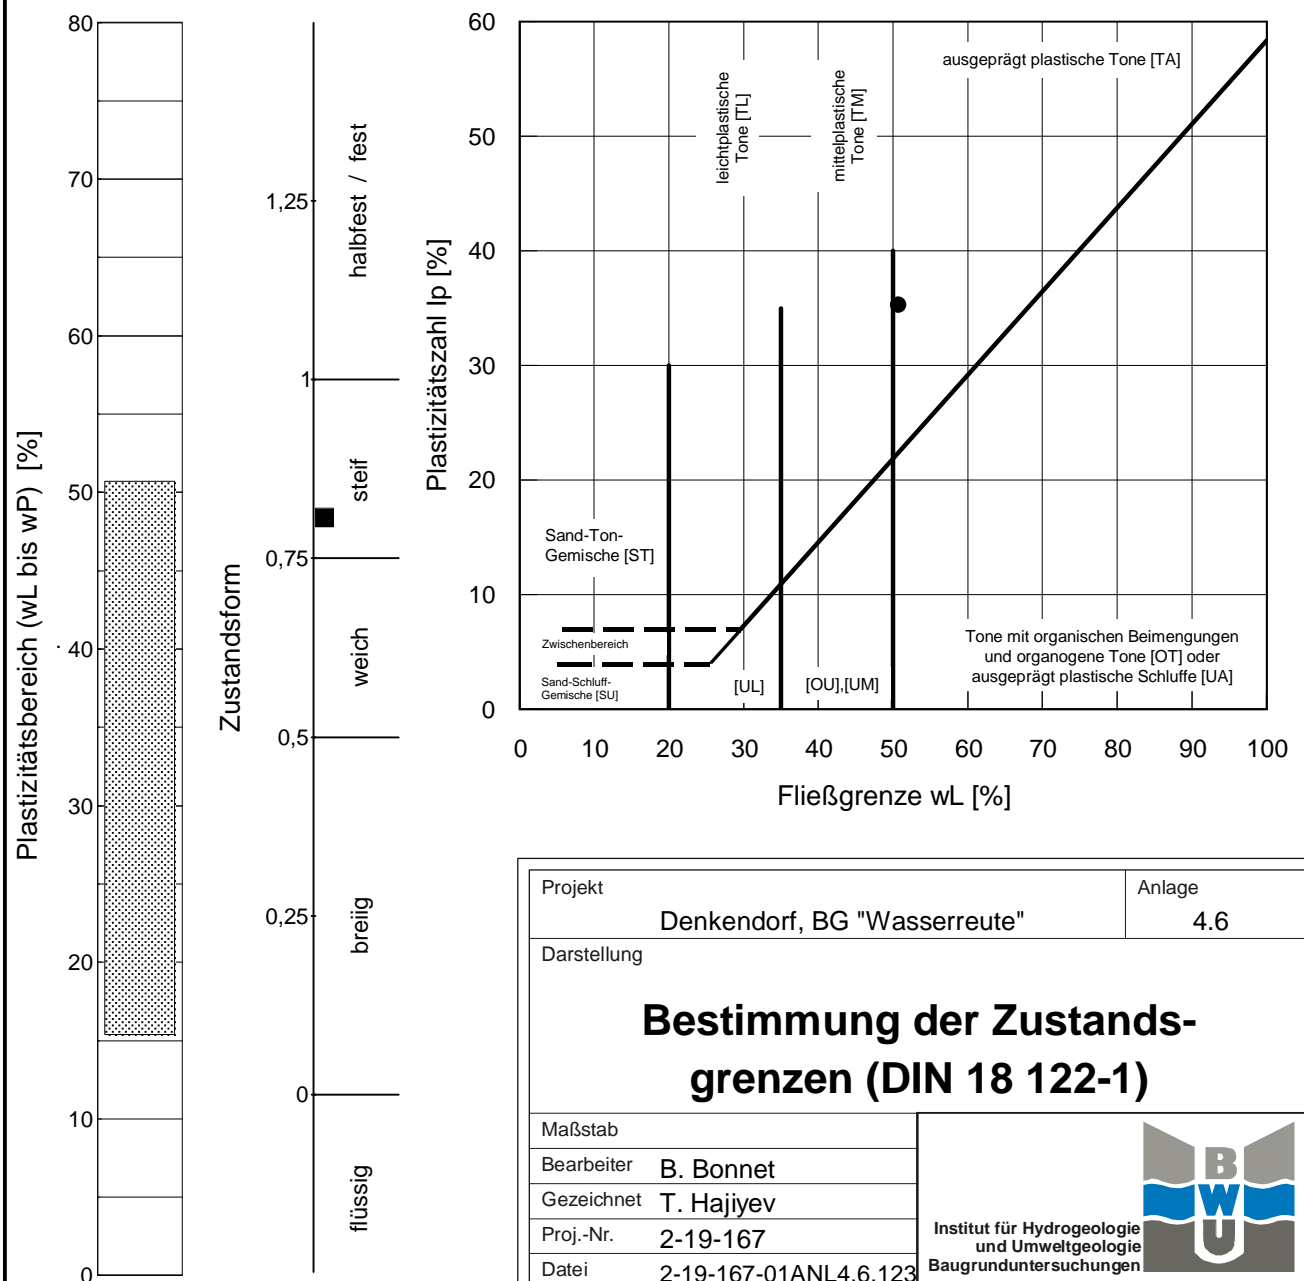 Plastizitätsbereich (wL bis wP) [%]
80
70
60
50
40
30
20
10
0
Zustandsform
1,25
1
0,75
0,5
0,25
0
halbfest / fest
steif
weich
breiig
flüssig
Plastizitätszahl Ip [%]
60
50
40
30
20
10
0
leichtplastische
Tone [TL]
mittelplastische
Tone [TM]
ausgeprägt plastische Tone [TA]
Sand-Ton-
Gemische [ST]
Zwischenbereich
Sand-Schluff-
Gemische [SU]
[UL]
[OU],[UM]
Tone mit organischen Beimengungen
und organogene Tone [OT] oder
ausgeprägt plastische Schluffe [UA]
0 10 20 30 40 50 60 70 80 90 100
Fließgrenze wL [%]
Projekt
Denkendorf, BG "Wasserreute"
Anlage
4.6
Darstellung
Bestimmung der Zustands-
grenzen (DIN 18 122-1)
Maßstab
Bearbeiter B. Bonnet
Gezeichnet T. Hajiyev
Proj.-Nr. 2-19-167
Datei 2-19-167-01ANL4.6.123
Institut für Hydrogeologie
und Umweltgeologie
Baugrunduntersuchungen
B
W
U